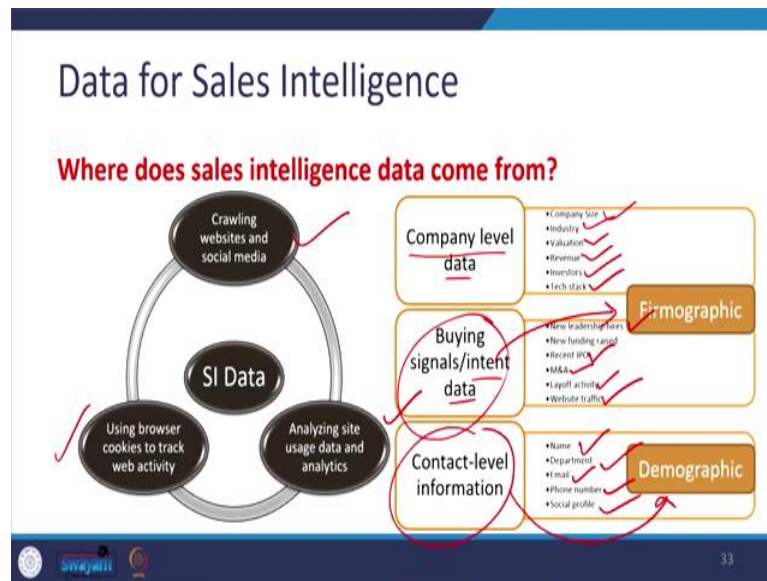 Data for Sales Intelligence
Where does sales intelligence data come from?
Crawling
websites and
social media
SI Data
Using browser
cookies to track
web activity
Analyzing site
usage data and
analytics
Company level
data
•Company Size
•Industry
•Valuation
•Revenue
•Investors
•Tech stack
Firmographic
Buying
signals/intent
data
•New leadership hires
•New funding raised
•Recent IPO
•M&A
•Layoff activity
•Website traffic
Contact-level
information
•Name
•Department
•Email
•Phone number
•Social profile
Demographic
swayam
33